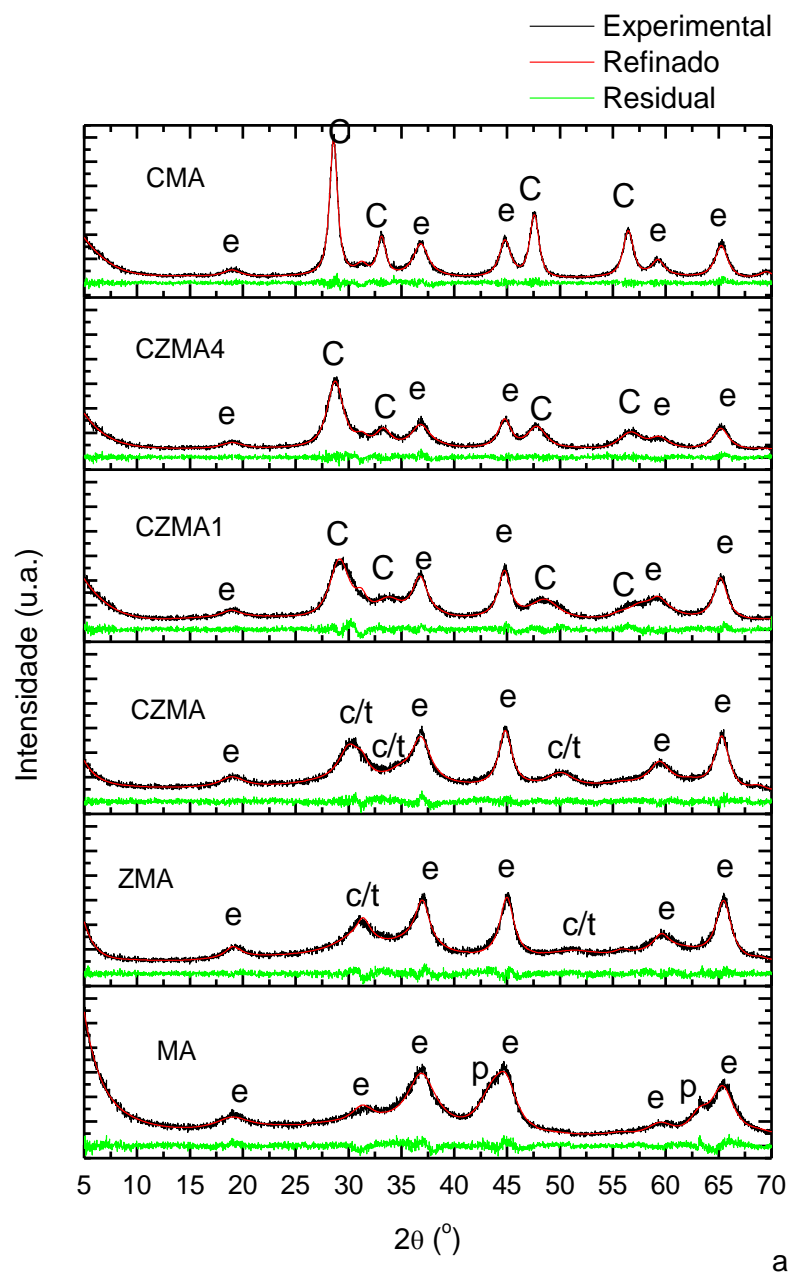 Experimental
Refinado
Residual
CMA
e C C e e C C e e
CZMA4
e C C e e C C e e
CZMA1
e C C e e C C e e
CZMA
e c/t c/t e e c/t e e
ZMA
e c/t e e c/t e e
MA
e e e p e e p e
Intensidade (u.a.)
5 10 15 20 25 30 35 40 45 50 55 60 65 70
2θ (°)
a